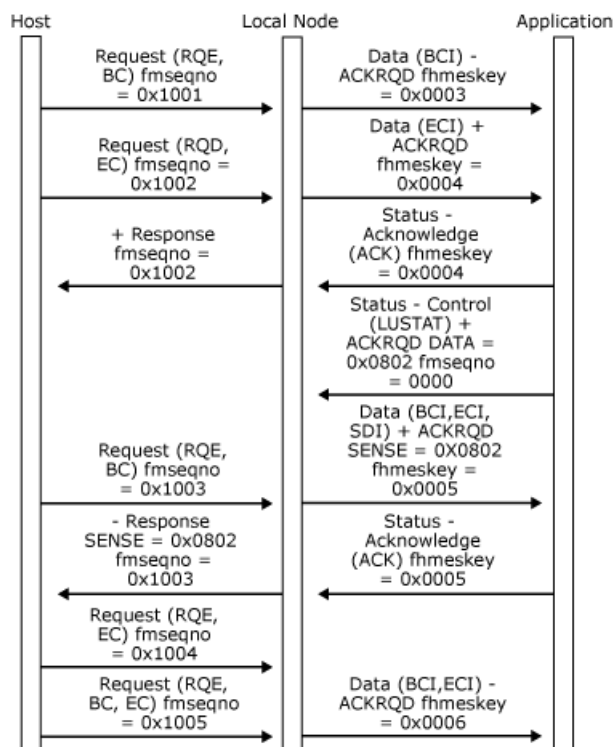 Host
Local Node
Application
Request (RQE,
BC) fmseqno
= 0x1001
Data (BCI) -
ACKRQD fhmeskey
= 0x0003
Request (RQD,
EC) fmseqno =
0x1002
Data (ECI) +
ACKRQD
fhmeskey =
0x0004
+ Response
fmseqno =
0x1002
Status -
Acknowledge
(ACK) fhmeskey
= 0x0004
Status - Control
(LUSTAT) +
ACKRQD DATA =
0x0802 fmseqno
= 0000
Request (RQE,
BC) fmseqno
= 0x1003
Data (BCI,ECI,
SDI) + ACKRQD
SENSE = 0X0802
fhmeskey =
0x0005
- Response
SENSE = 0x0802
fmseqno =
0x1003
Status -
Acknowledge
(ACK) fhmeskey
= 0x0005
Request (RQE,
EC) fmseqno
= 0x1004
Request (RQE,
BC, EC) fmseqno
= 0x1005
Data (BCI,ECI) -
ACKRQD fhmeskey
= 0x0006